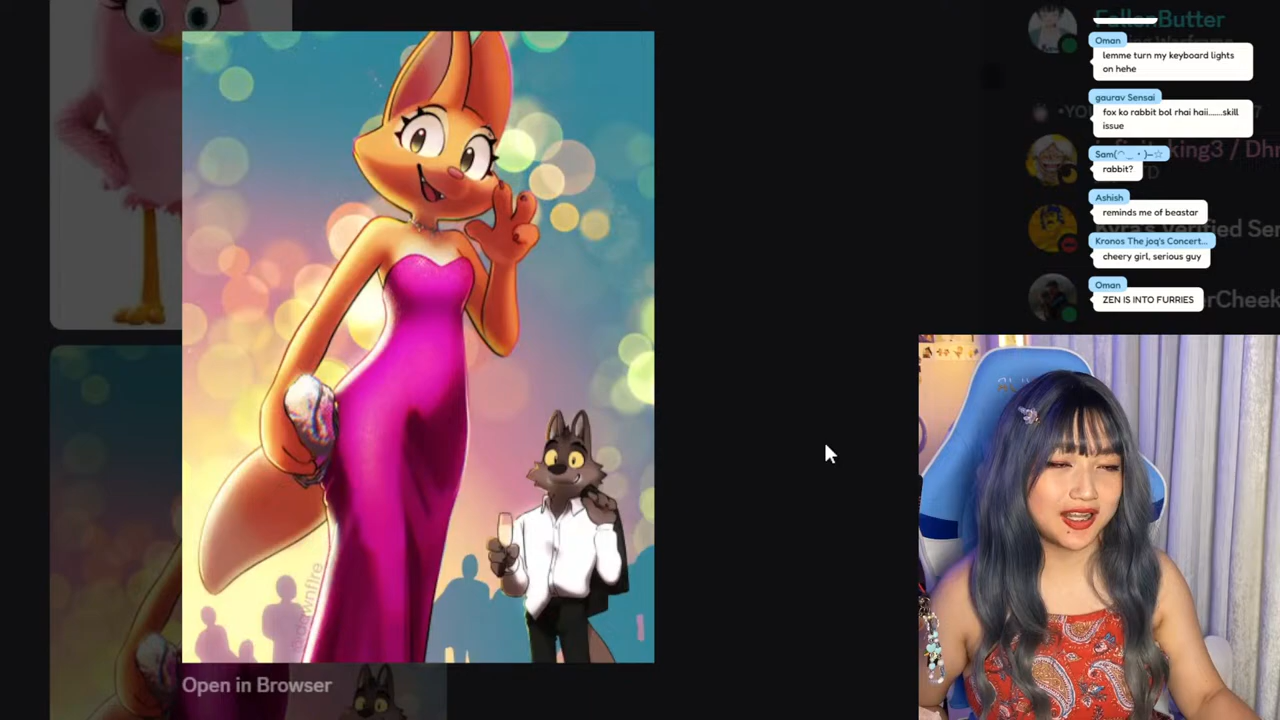 FallenButter
Oman
lemme turn my keyboard lights
on hehe
gaurav Sensai
fox ko rabbit bol rhai haii.......skill
issue
rabbit?
Ashish
reminds me of beastar
Kronos The joq's Concert...
cheery girl, serious guy
Oman
ZEN IS INTO FURRIES
Open in Browser